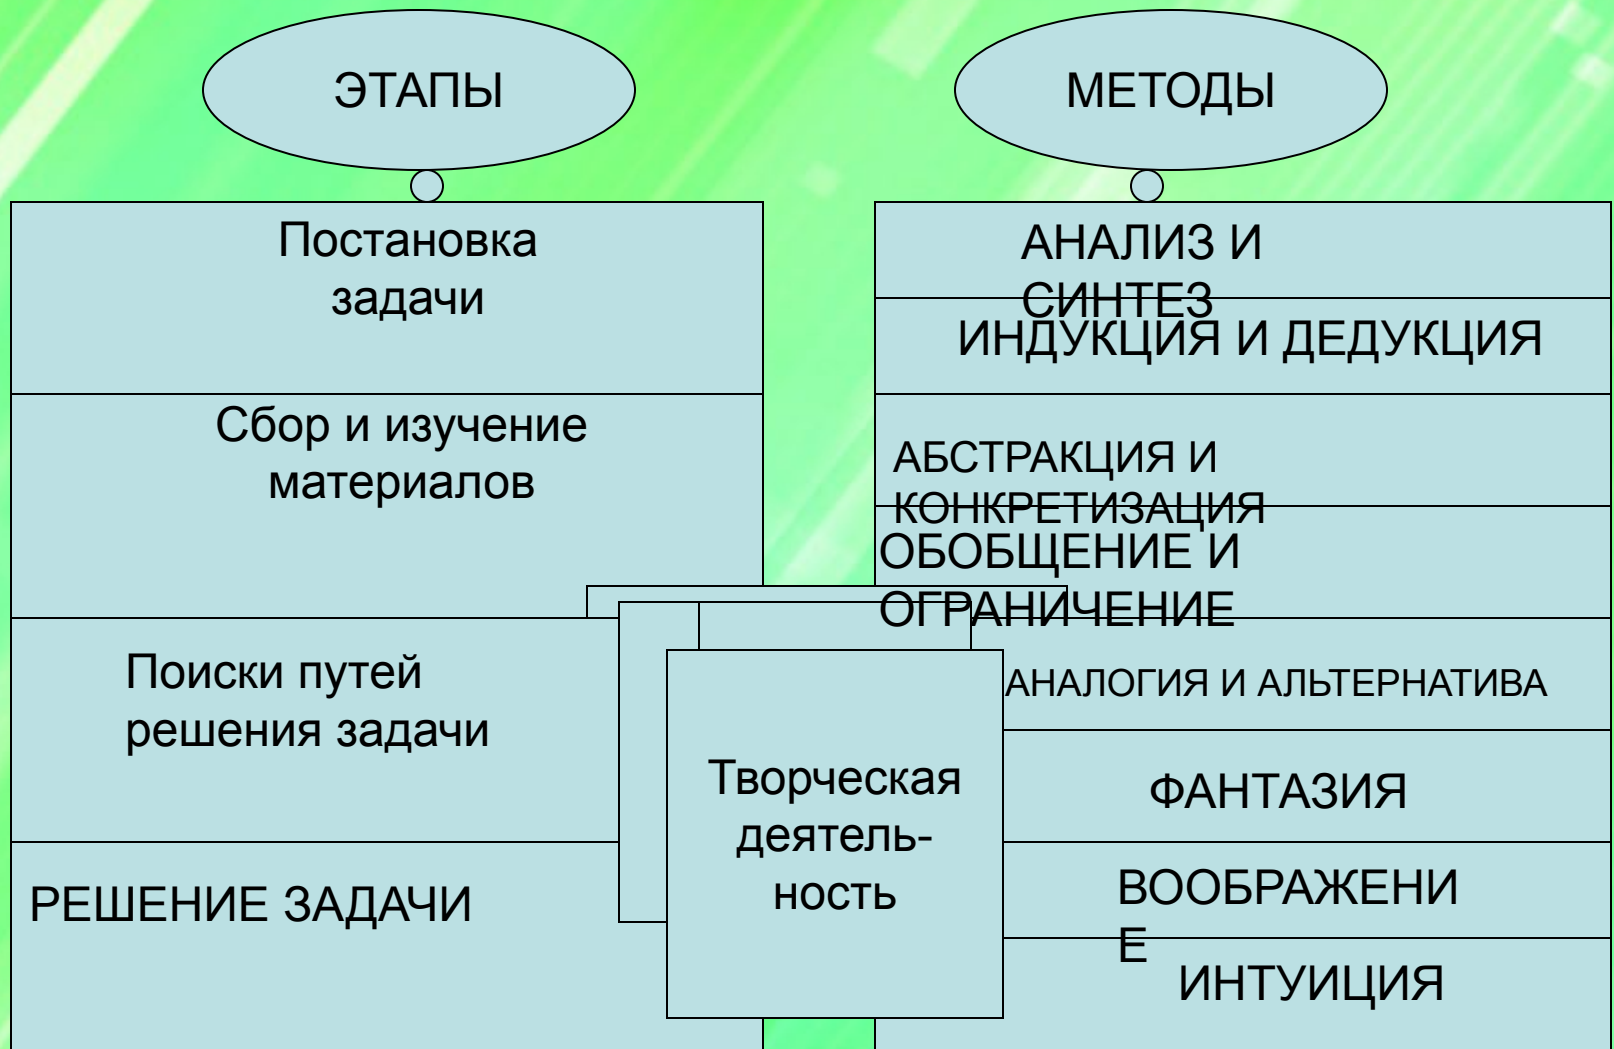 ЭТАПЫ
Постановка
задачи
Сбор и изучение
материалов
Поиски путей
решения задачи
РЕШЕНИЕ ЗАДАЧИ
Творческая
деятель-
ность
МЕТОДЫ
АНАЛИЗ И
СИНТЕЗ
ИНДУКЦИЯ И ДЕДУКЦИЯ
АБСТРАКЦИЯ И
КОНКРЕТИЗАЦИЯ
ОБОБЩЕНИЕ И
ОГРАНИЧЕНИЕ
АНАЛОГИЯ И АЛЬТЕРНАТИВА
ФАНТАЗИЯ
ВООБРАЖЕНИ
Е
ИНТУИЦИЯ